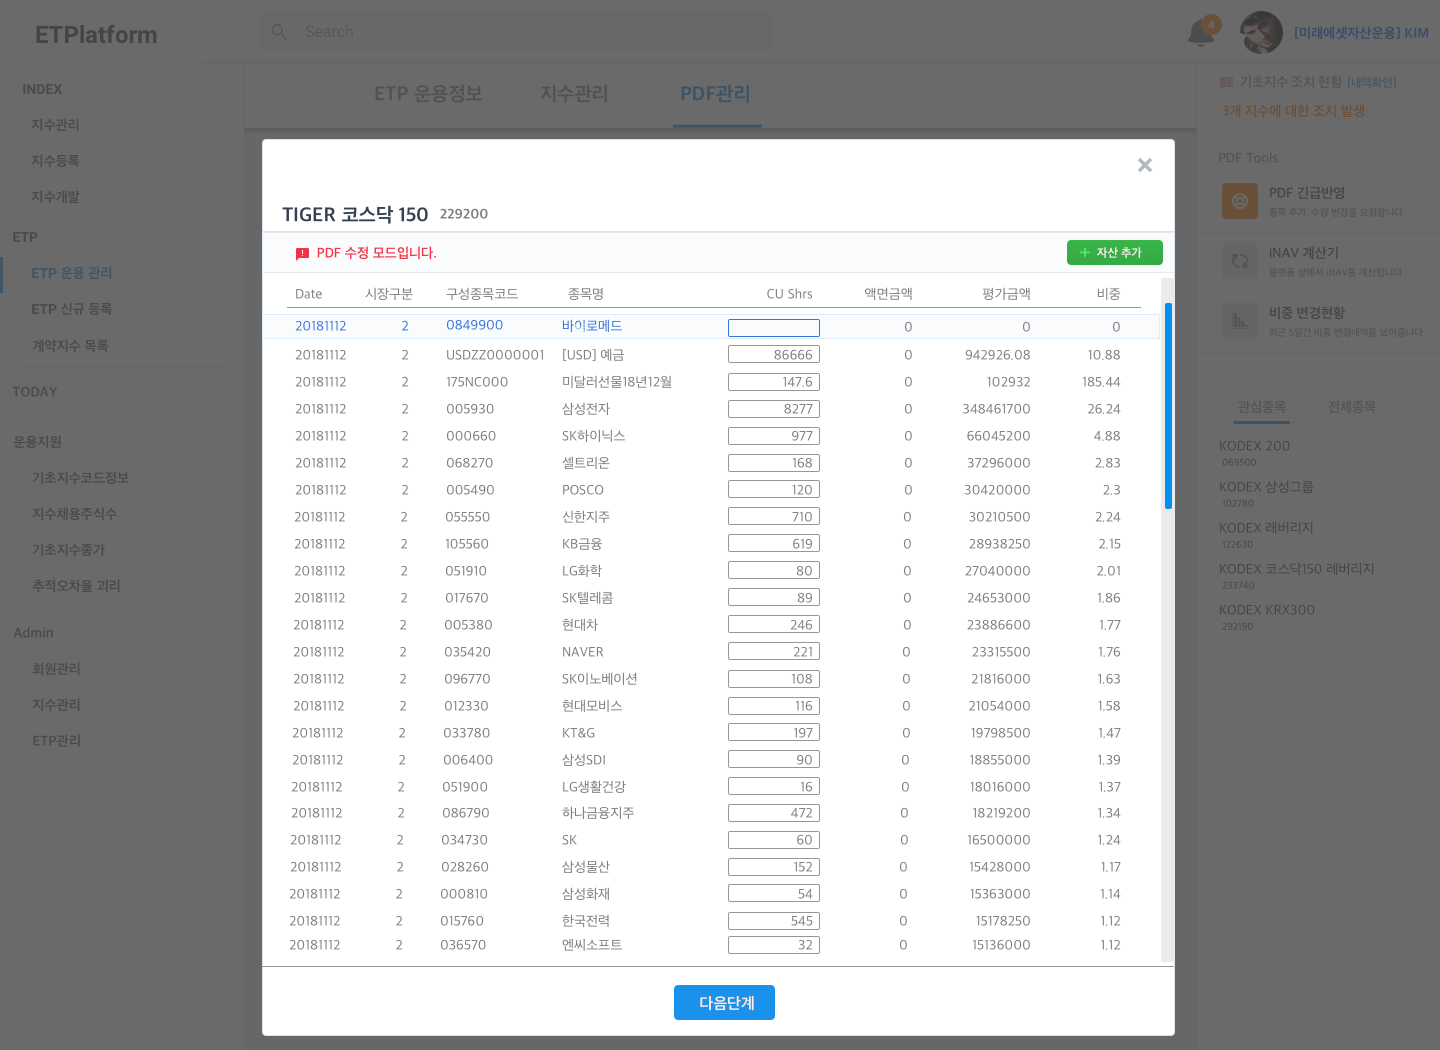 ETPlatform
Search
4
[미래에셋자산운용] KIM
INDEX
지수관리
지수등록
지수개발
ETP
ETP 운용 관리
ETP 신규 등록
계약지수 목록
TODAY
운용지원
기초지수코드정보
지수채용주식수
기초지수종가
추적오차율 괴리
Admin
회원관리
지수관리
ETP관리
ETP 운용정보 지수관리 PDF관리
TIGER 코스닥 150 229200
PDF 수정 모드입니다.
+ 자산 추가
Date 시장구분 구성종목코드 종목명 CU Shrs 액면금액 평가금액 비중
20181112 2 0849900 바이로메드 0 0 0
20181112 2 USDZZ0000001 [USD] 예금 86666 0 942926.08 10.88
20181112 2 175NC000 미달러선물18년12월 147.6 0 102932 185.44
20181112 2 005930 삼성전자 8277 0 348461700 26.24
20181112 2 000660 SK하이닉스 977 0 66045200 4.88
20181112 2 068270 셀트리온 168 0 37296000 2.83
20181112 2 005490 POSCO 120 0 30420000 2.3
20181112 2 055550 신한지주 710 0 30210500 2.24
20181112 2 105560 KB금융 619 0 28938250 2.15
20181112 2 051910 LG화학 80 0 27040000 2.01
20181112 2 017670 SK텔레콤 89 0 24653000 1.86
20181112 2 005380 현대차 246 0 23886600 1.77
20181112 2 035420 NAVER 221 0 23315500 1.76
20181112 2 096770 SK이노베이션 108 0 21816000 1.63
20181112 2 012330 현대모비스 116 0 21054000 1.58
20181112 2 033780 KT&G 197 0 19798500 1.47
20181112 2 006400 삼성SDI 90 0 18855000 1.39
20181112 2 051900 LG생활건강 16 0 18016000 1.37
20181112 2 086790 하나금융지주 472 0 18219200 1.34
20181112 2 034730 SK 60 0 16500000 1.24
20181112 2 028260 삼성물산 152 0 15428000 1.17
20181112 2 000810 삼성화재 54 0 15363000 1.14
20181112 2 015760 한국전력 545 0 15178250 1.12
20181112 2 036570 엔씨소프트 32 0 15136000 1.12
다음단계
기초지수 조치 현황 [내역확인]
3개 지수에 대한 조치 발생
PDF Tools
PDF 긴급반영
종목 추가, 수량 변경을 요청합니다
iNAV 계산기
플랫폼 상에서 iNAV를 계산합니다
비중 변경현황
최근 5일간 비중 변경내역을 보여줍니다
관심종목 전체종목
KODEX 200
069500
KODEX 삼성그룹
102780
KODEX 레버리지
122630
KODEX 코스닥150 레버리지
233740
KODEX KRX300
292190